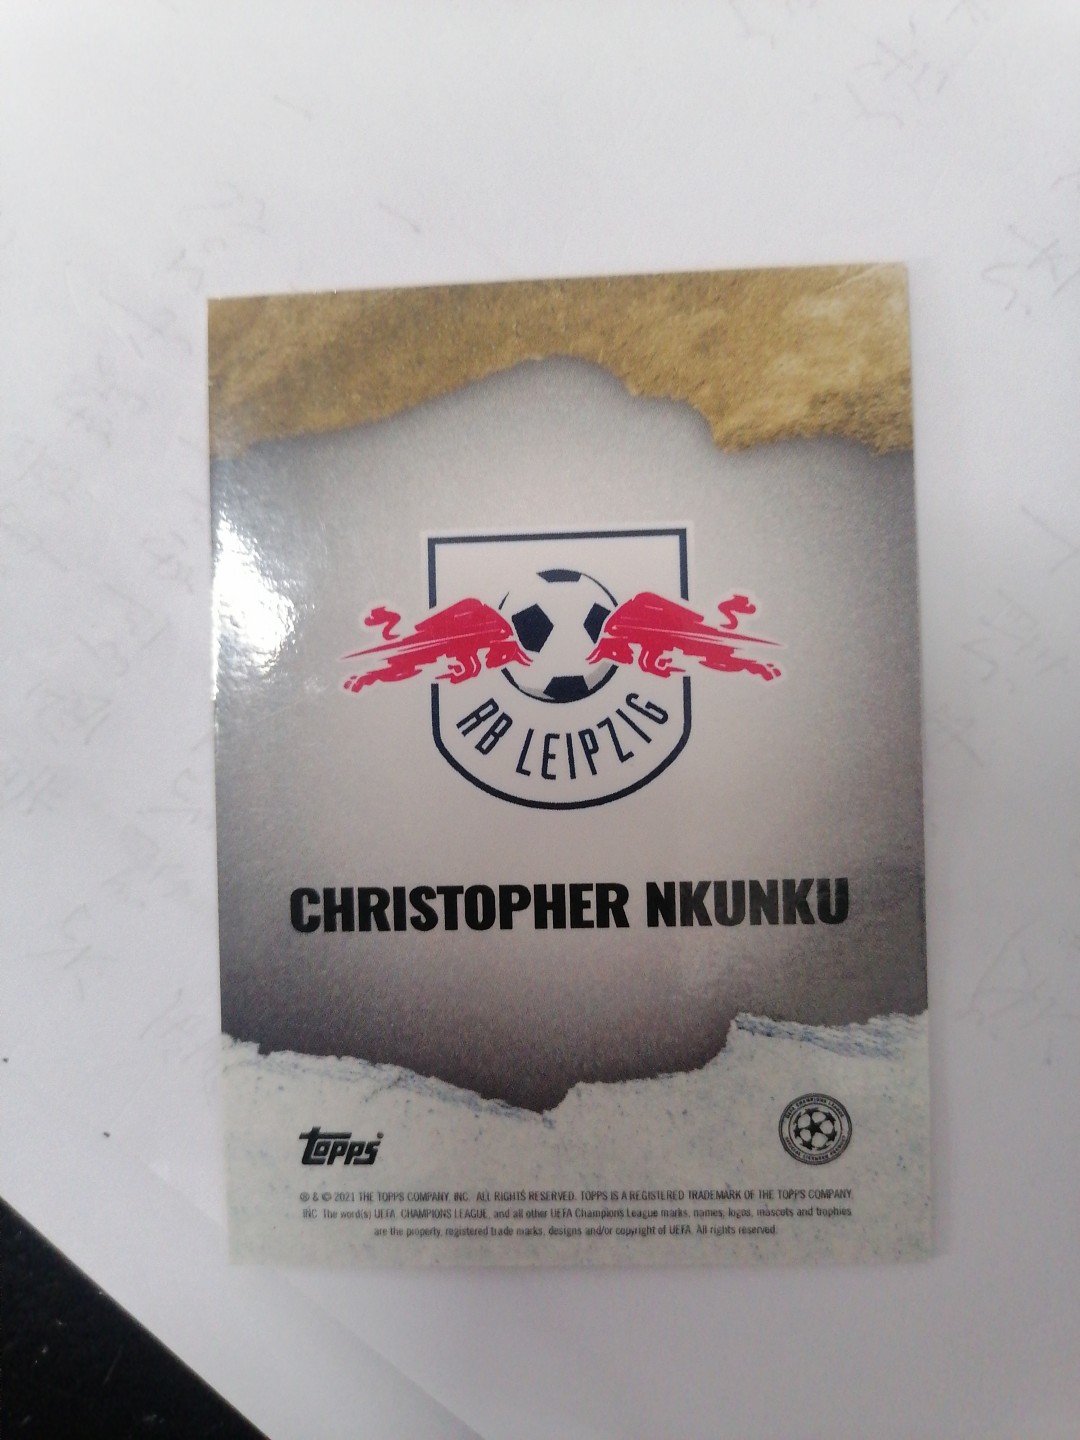 RB LEIPZIG
CHRISTOPHER NKUNKU
TOPPS
® & © 2021 THE TOPPS COMPANY, INC. ALL RIGHTS RESERVED. TOPPS IS A REGISTERED TRADEMARK OF THE TOPPS COMPANY,
INC. The word(s) UEFA, CHAMPIONS LEAGUE, and all other UEFA Champions League marks, names, logos, mascots and trophies
are the property, registered trade marks, designs and/or copyright of UEFA. All rights reserved.